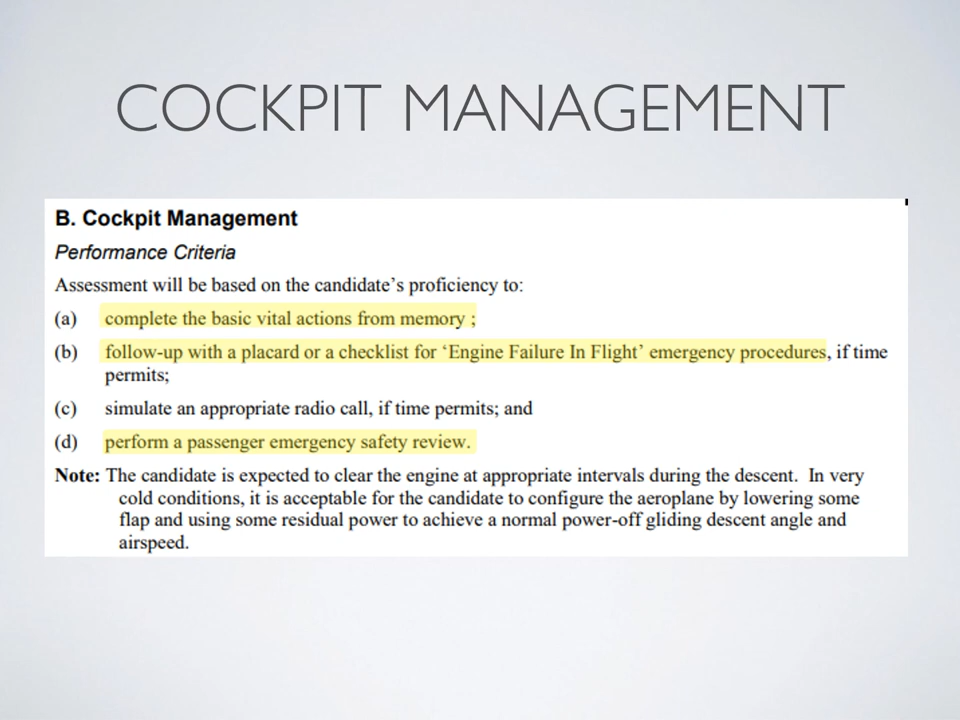 COCKPIT MANAGEMENT
B. Cockpit Management
Performance Criteria
Assessment will be based on the candidate's proficiency to:
(a) complete the basic vital actions from memory ;
(b) follow-up with a placard or a checklist for ‘Engine Failure In Flight’ emergency procedures, if time
permits;
(c) simulate an appropriate radio call, if time permits; and
(d) perform a passenger emergency safety review.
Note: The candidate is expected to clear the engine at appropriate intervals during the descent. In very
cold conditions, it is acceptable for the candidate to configure the aeroplane by lowering some
flap and using some residual power to achieve a normal power-off gliding descent angle and
airspeed.